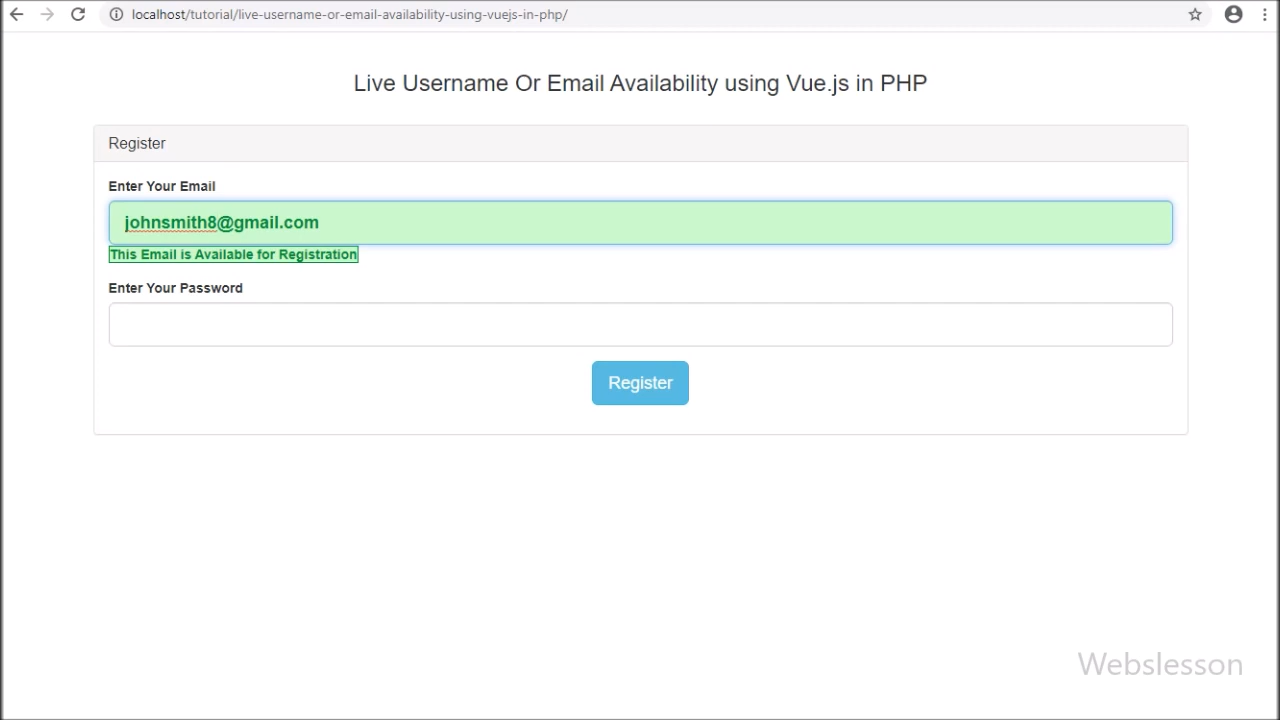 localhost/tutorial/live-username-or-email-availability-using-vuejs-in-php/
Live Username Or Email Availability using Vue.js in PHP
Register
Enter Your Email
johnsmith8@gmail.com
This Email is Available for Registration
Enter Your Password
Register
Webslesson